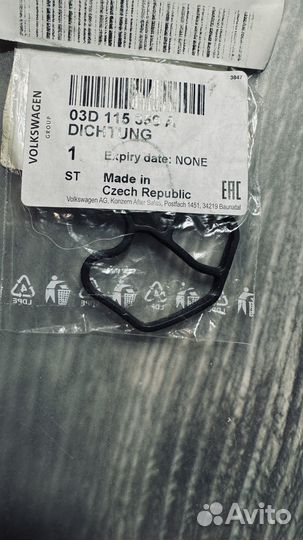 3847
VOLKSWAGEN
GROUP
03D 115 A
DICHTUNG
1 Expiry date: NONE
ST Made in
Czech Republic
EAC
Volkswagen AG, Konzern After Sales, Postfach 1451, 34219 Baunatal
LDPE
LDPE
Avito